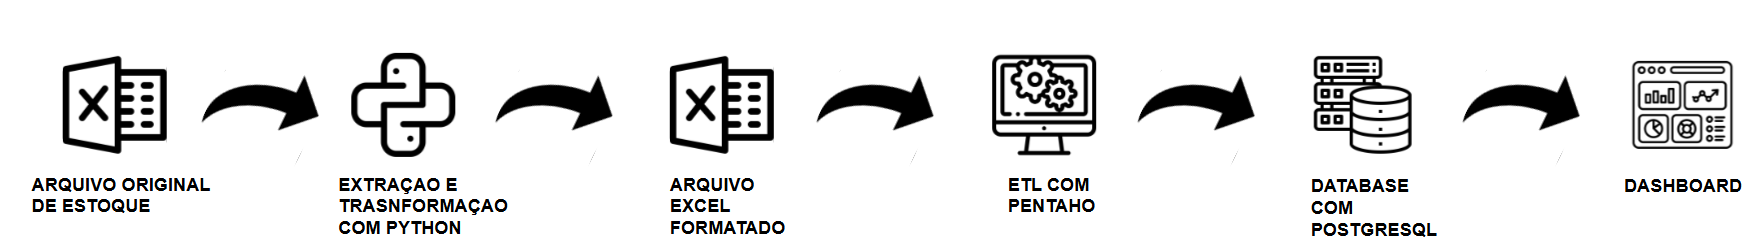 ARQUIVO ORIGINAL
DE ESTOQUE
EXTRAÇAO E
TRASNFORMAÇAO
COM PYTHON
ARQUIVO
EXCEL
FORMATADO
ETL COM
PENTAHO
DATABASE
COM
POSTGRESQL
DASHBOARD